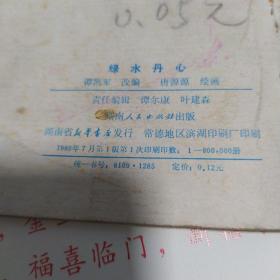 0.05元
绿水丹心
谭凯军 改编 唐源源 绘画
责任编辑 谭尔康 叶建森
湖南人民出版社出版
湖南省新华书店发行 常德地区滨湖印刷厂印刷
1980年7月第1版第1次印刷印数：1—800,000册
统一书号：8109·1285 定价：0.12元
福喜临门，